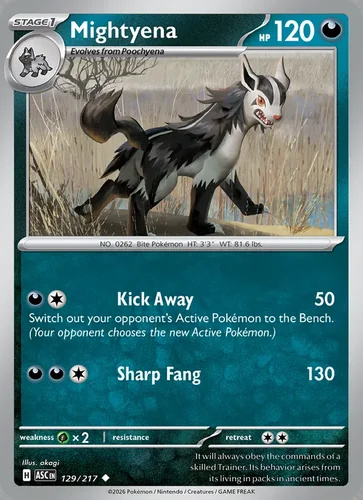 STAGE 1 Mightyena HP 120
Evolves from Poochyena
NO. 0262 Bite Pokémon HT: 3'3" WT: 81.6 lbs.
Kick Away 50
Switch out your opponent's Active Pokémon to the Bench.
(Your opponent chooses the new Active Pokémon.)
Sharp Fang 130
weakness ×2 resistance retreat
Illus. akagi
H ASC EN 129/217
It will always obey the commands of a
skilled Trainer. Its behavior arises from
its living in packs in ancient times.
©2026 Pokémon / Nintendo / Creatures / GAME FREAK